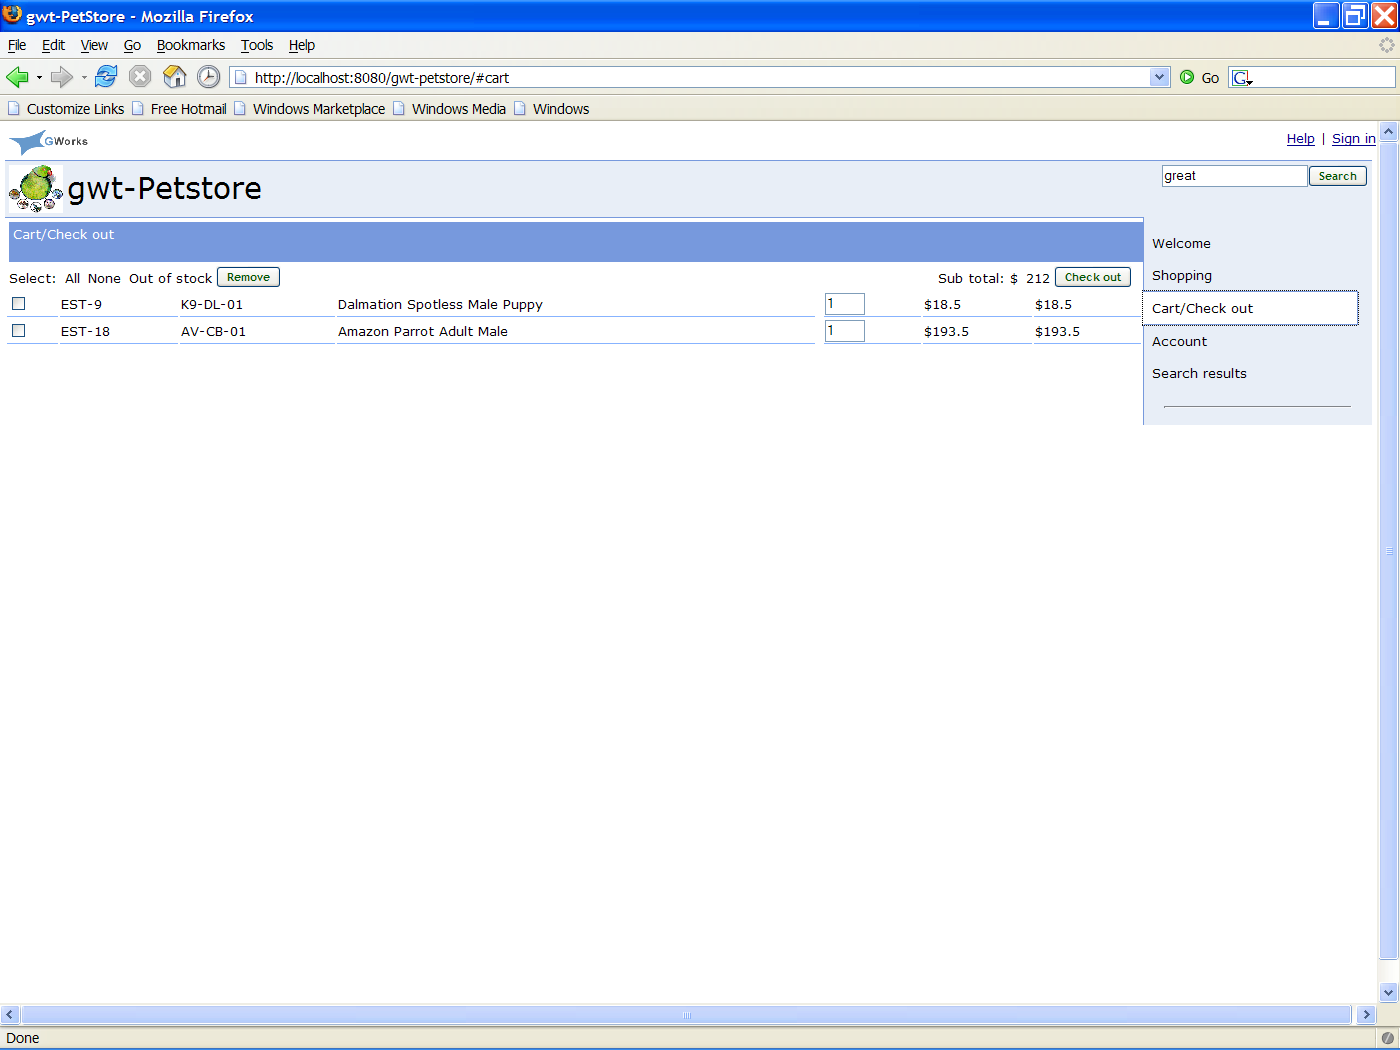 gwt-PetStore - Mozilla Firefox
File Edit View Go Bookmarks Tools Help
http://localhost:8080/gwt-petstore/#cart Go G
Customize Links Free Hotmail Windows Marketplace Windows Media Windows
GWorks Help | Sign in
gwt-Petstore great Search
Cart/Check out
Select: All None Out of stock Remove Sub total: $ 212 Check out
EST-9 K9-DL-01 Dalmation Spotless Male Puppy 1 $18.5 $18.5
EST-18 AV-CB-01 Amazon Parrot Adult Male 1 $193.5 $193.5
Welcome
Shopping
Cart/Check out
Account
Search results
Done